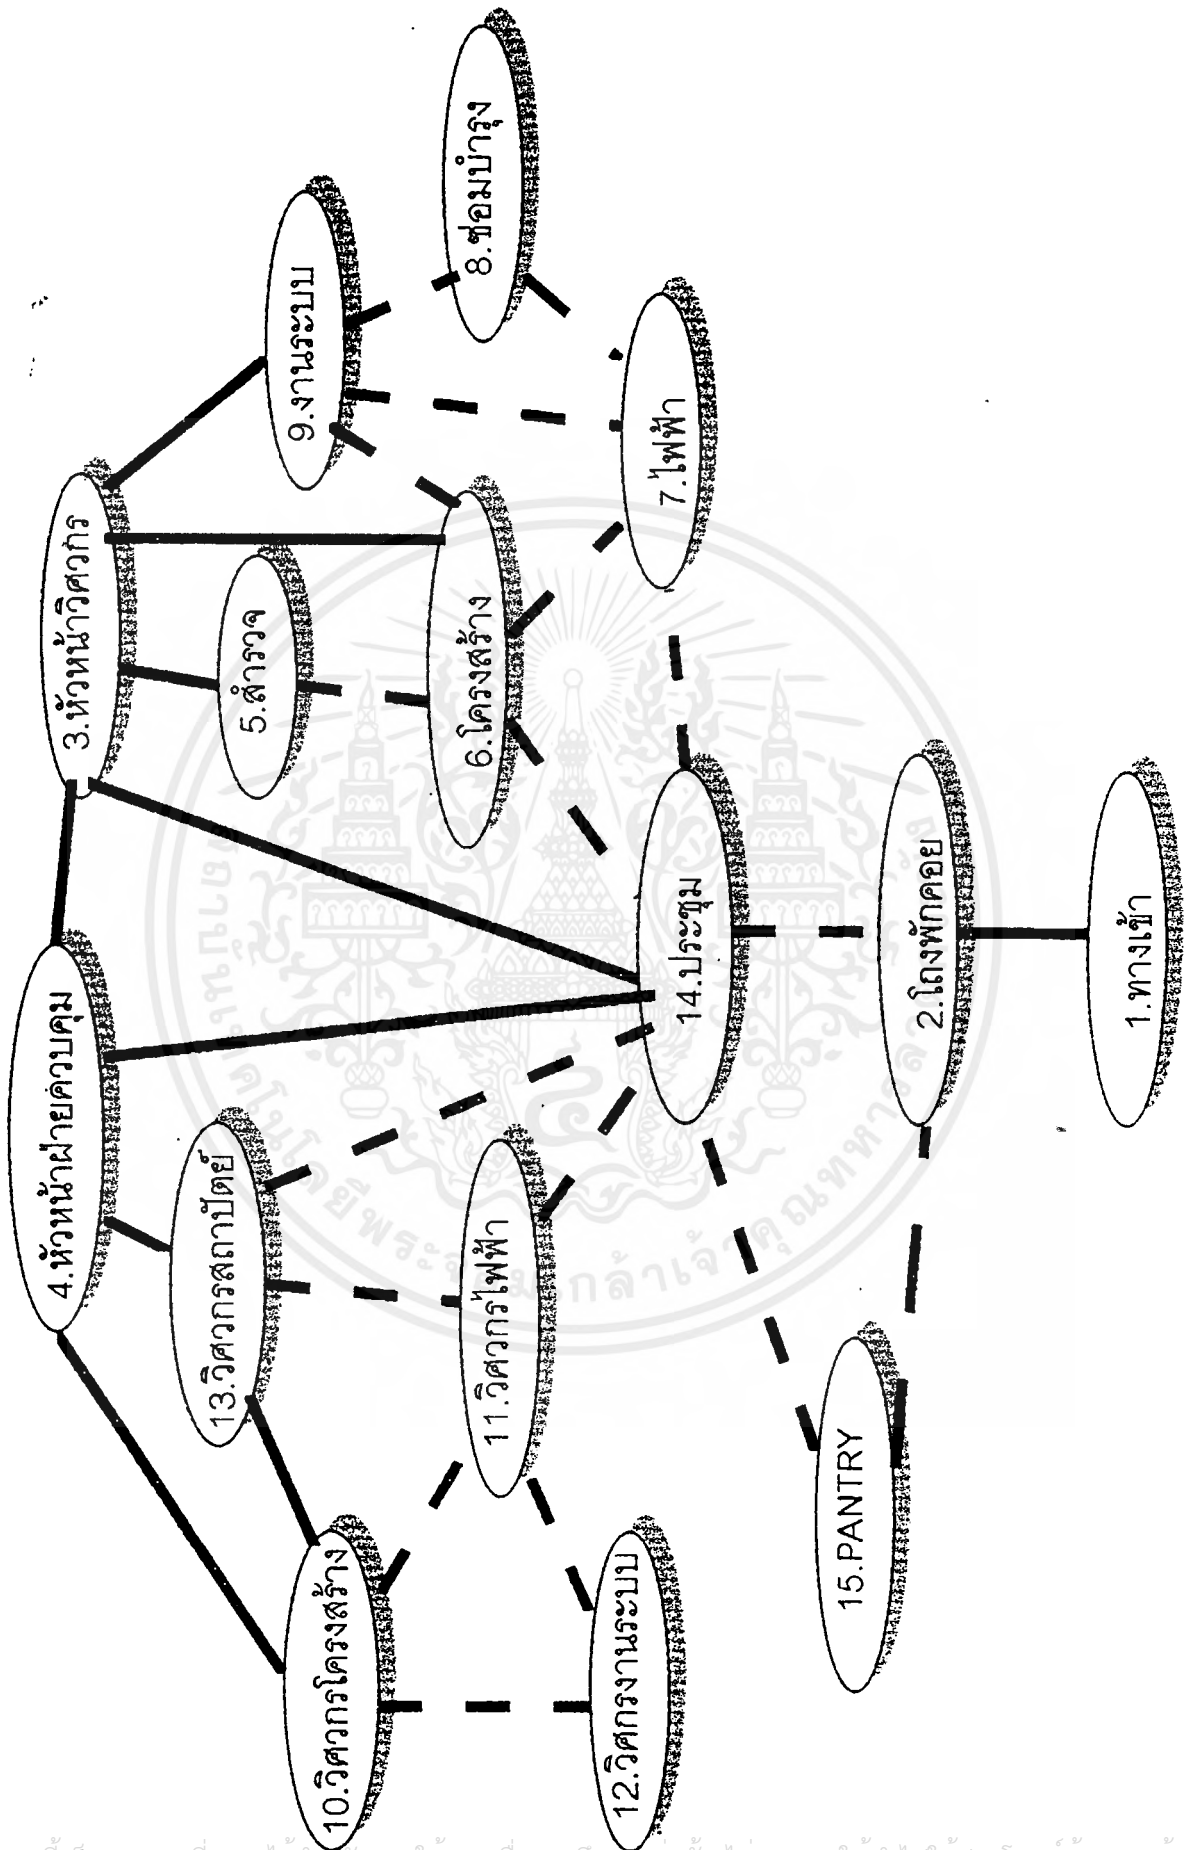 4.หัวหน้าฝ่ายควบคุม
3.หัวหน้าวิศวกร
13.วิศวกรสถาปัตย์
5.สำรวจ
9.งานระบบ
10.วิศวกรโครงสร้าง
11.วิศวกรไฟฟ้า
6.โครงสร้าง
8.ซ่อมบำรุง
12.วิศกรงานระบบ
14.ประชุม
7.ไฟฟ้า
15.PANTRY
2.โถงพักคอย
1.ทางเข้า